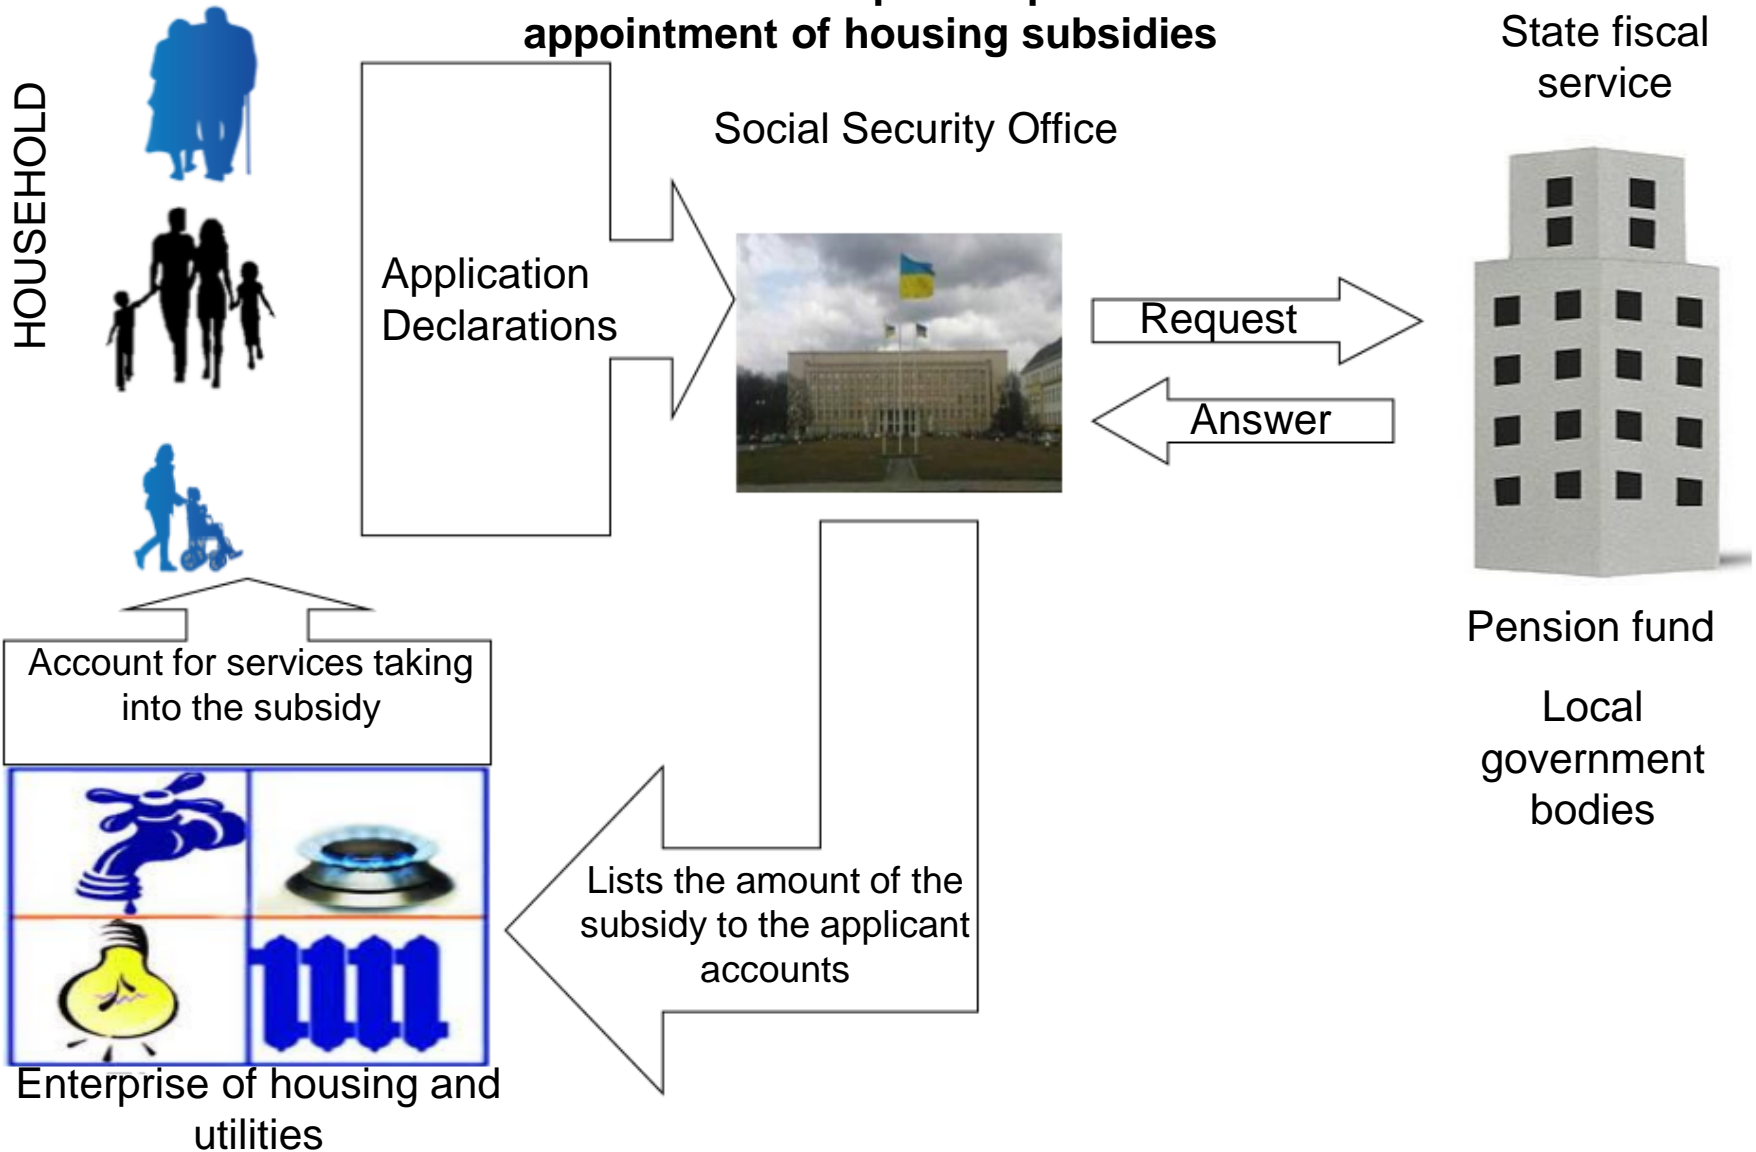 appointment of housing subsidies
HOUSEHOLD
Social Security Office
State fiscal
service
Application
Declarations
Request
Answer
Pension fund
Local
government
bodies
Account for services taking
into the subsidy
Lists the amount of the
subsidy to the applicant
accounts
Enterprise of housing and
utilities